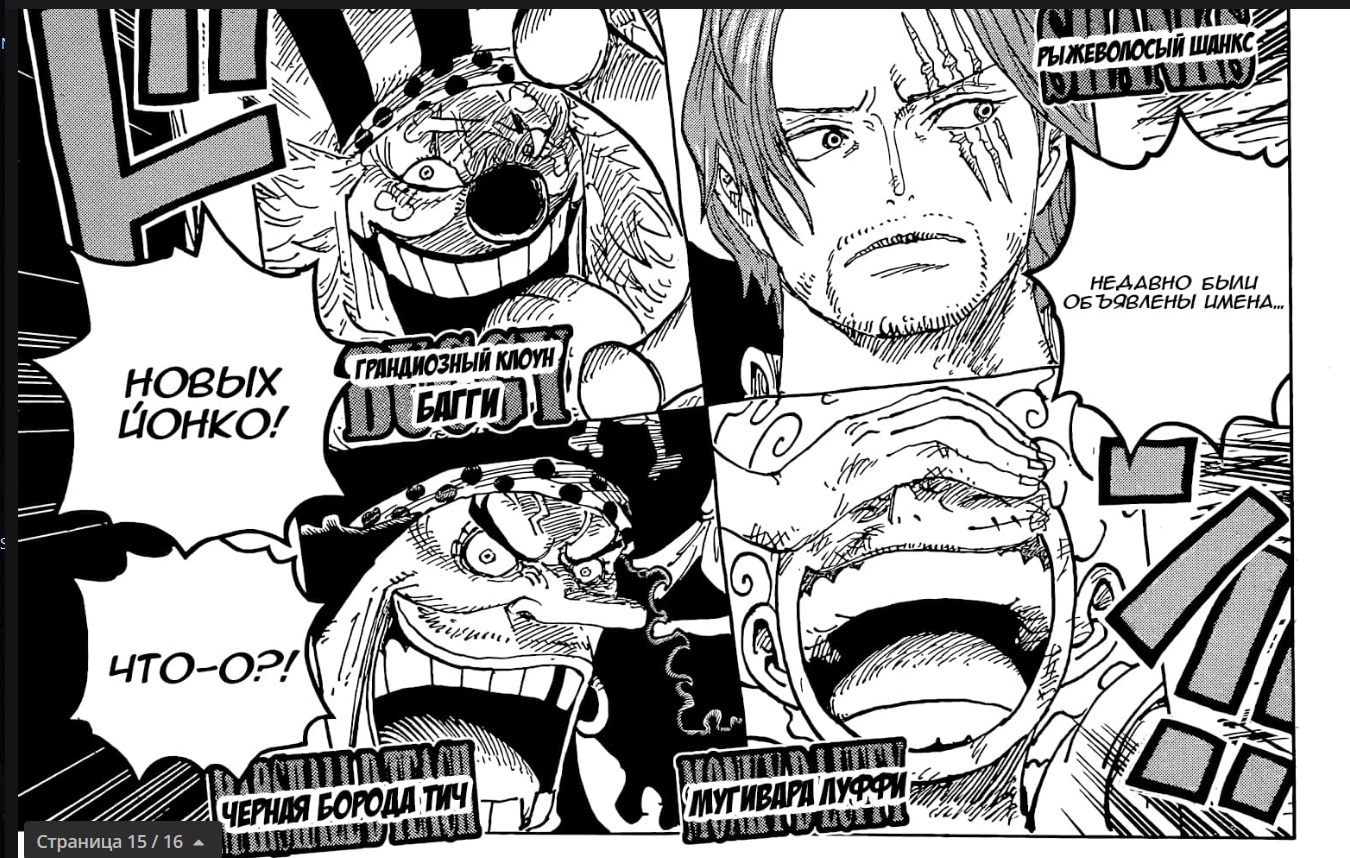 РЫЖЕВОЛОСЫЙ ШАНКС
НЕДАВНО БЫЛИ
ОБЪЯВЛЕНЫ ИМЕНА...
ГРАНДИОЗНЫЙ КЛОУН
БАГГИ
НОВЫХ
ЙОНКО!
ЧТО-О?!
МУГИВАРА ЛУФФИ
ЧЕРНАЯ БОРОДА ТИЧ
Страница 15 / 16